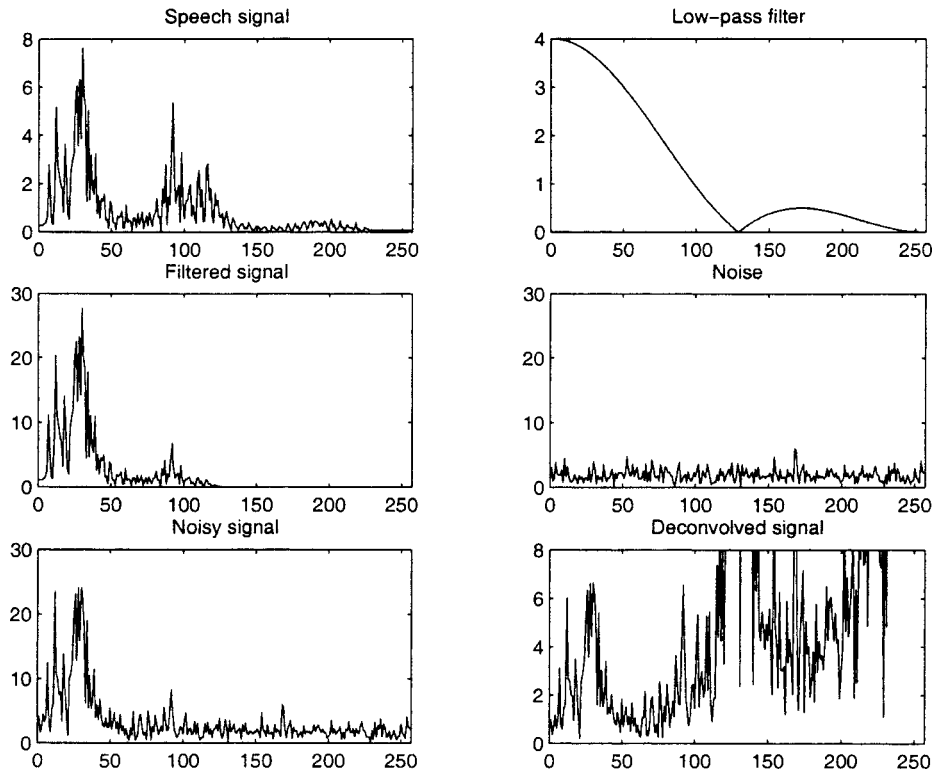 Speech signal
Low-pass filter
8
6
4
2
0
0 50 100 150 200 250
4
3
2
1
0
0 50 100 150 200 250
Filtered signal
Noise
30
20
10
0
0 50 100 150 200 250
30
20
10
0
0 50 100 150 200 250
Noisy signal
Deconvolved signal
30
20
10
0
0 50 100 150 200 250
8
6
4
2
0
0 50 100 150 200 250